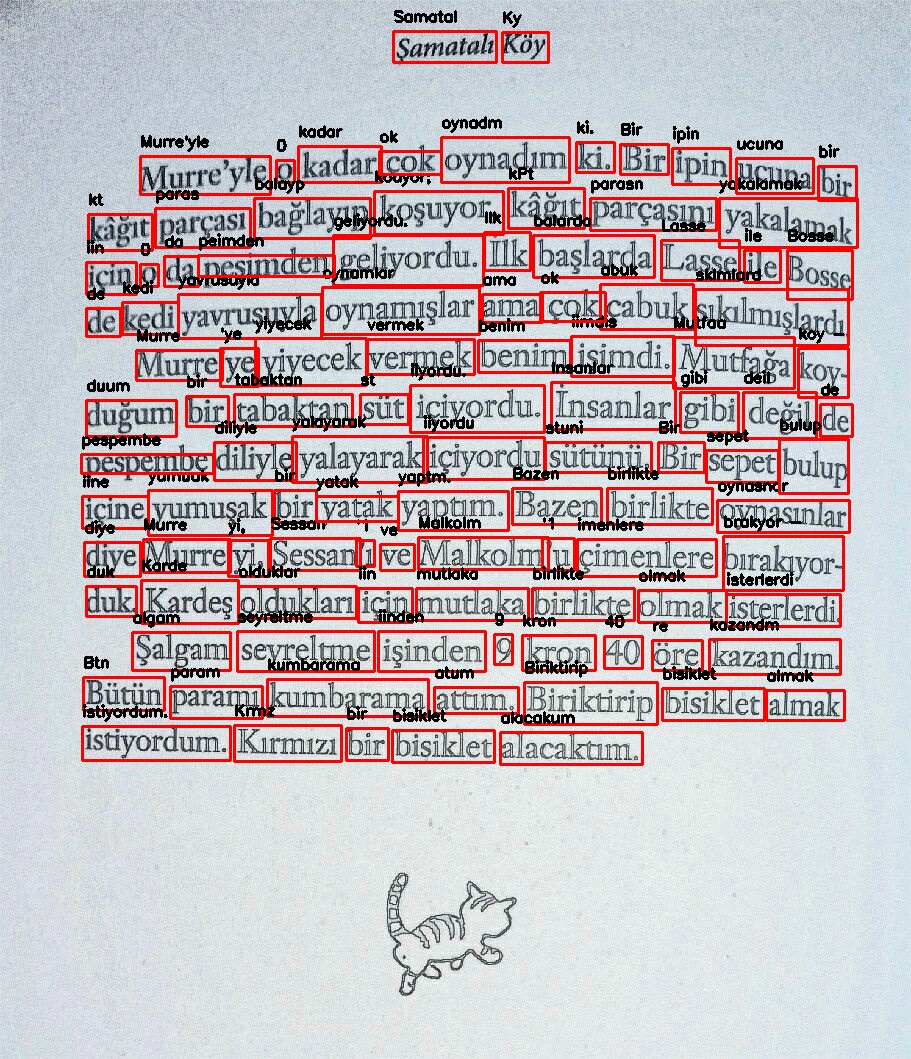 Samatal Ky
Şamatalı Köy
Murre'yle O kadar ok oynadm ki. Bir ipin ucuna bir
Murre’yle o kadar çok oynadım ki. Bir ipin ucuna bir
kt paras balayp kouyor, kPt parasn yakalamak
kâğıt parçası bağlayıp koşuyor, kâğıt parçasını yakalamak
iin O da peimden geliyordu. Ilk balarda Lasse ile Bosse
için o da peşimden geliyordu. İlk başlarda Lasse ile Bosse
de kedi yavrusuyla oynamlar ama ok abuk skmlard
de kedi yavrusuyla oynamışlar ama çok çabuk sıkılmışlardı.
Murre 'ye yiyecek vermek benim iimdis Mutfaa koy-
Murre’ye yiyecek vermek benim işimdi. Mutfağa koy-
duum bir tabaktan st iiyordu. Insanlar gibi deil de
duğum bir tabaktan süt içiyordu. İnsanlar gibi değil de
pespembe diliyle yalayarak iiyordu stuni Bir sepet bulup
pespembe diliyle yalayarak içiyordu sütünü. Bir sepet bulup
iine yumuak bir yatak yaptm. Bazen birlikte
içine yumuşak bir yatak yaptım. Bazen birlikte oynasınlar
diye Murre yi, Sessan 'i ve Malkolm '1 imenlere brakyor
diye Murre’yi, Sessan’ı ve Malkolm’u çimenlere bırakıyor-
duk Karde olduklar iin mutlaka birlikte olmak isterlerdi
duk. Kardeş oldukları için mutlaka birlikte olmak isterlerdi.
algam seyreltme iinden 9 kron 40 re kazandm
Şalgam seyreltme işinden 9 kron 40 öre kazandım.
Btn param kumbarama atum Biriktirip bisiklet almak
Bütün paramı kumbarama attım. Biriktirip bisiklet almak
istiyordum. Krmz bir bisiklet alacakum
istiyordum. Kırmızı bir bisiklet alacaktım.